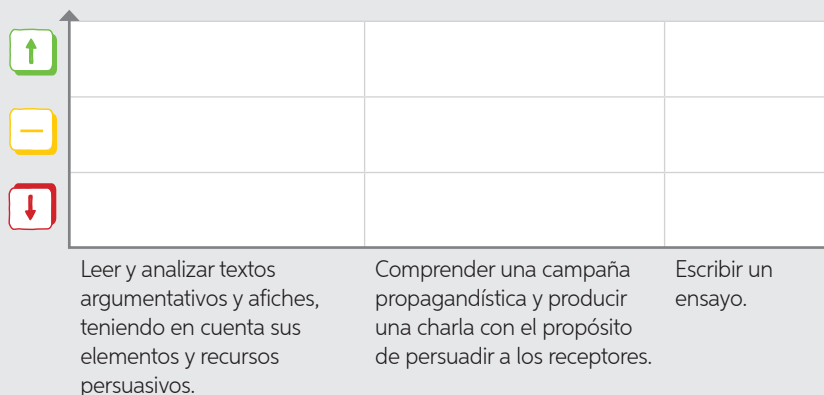 Leer y analizar textos
argumentativos y afiches,
teniendo en cuenta sus
elementos y recursos
persuasivos.
Comprender una campaña
propagandística y producir
una charla con el propósito
de persuadir a los receptores.
Escribir un
ensayo.